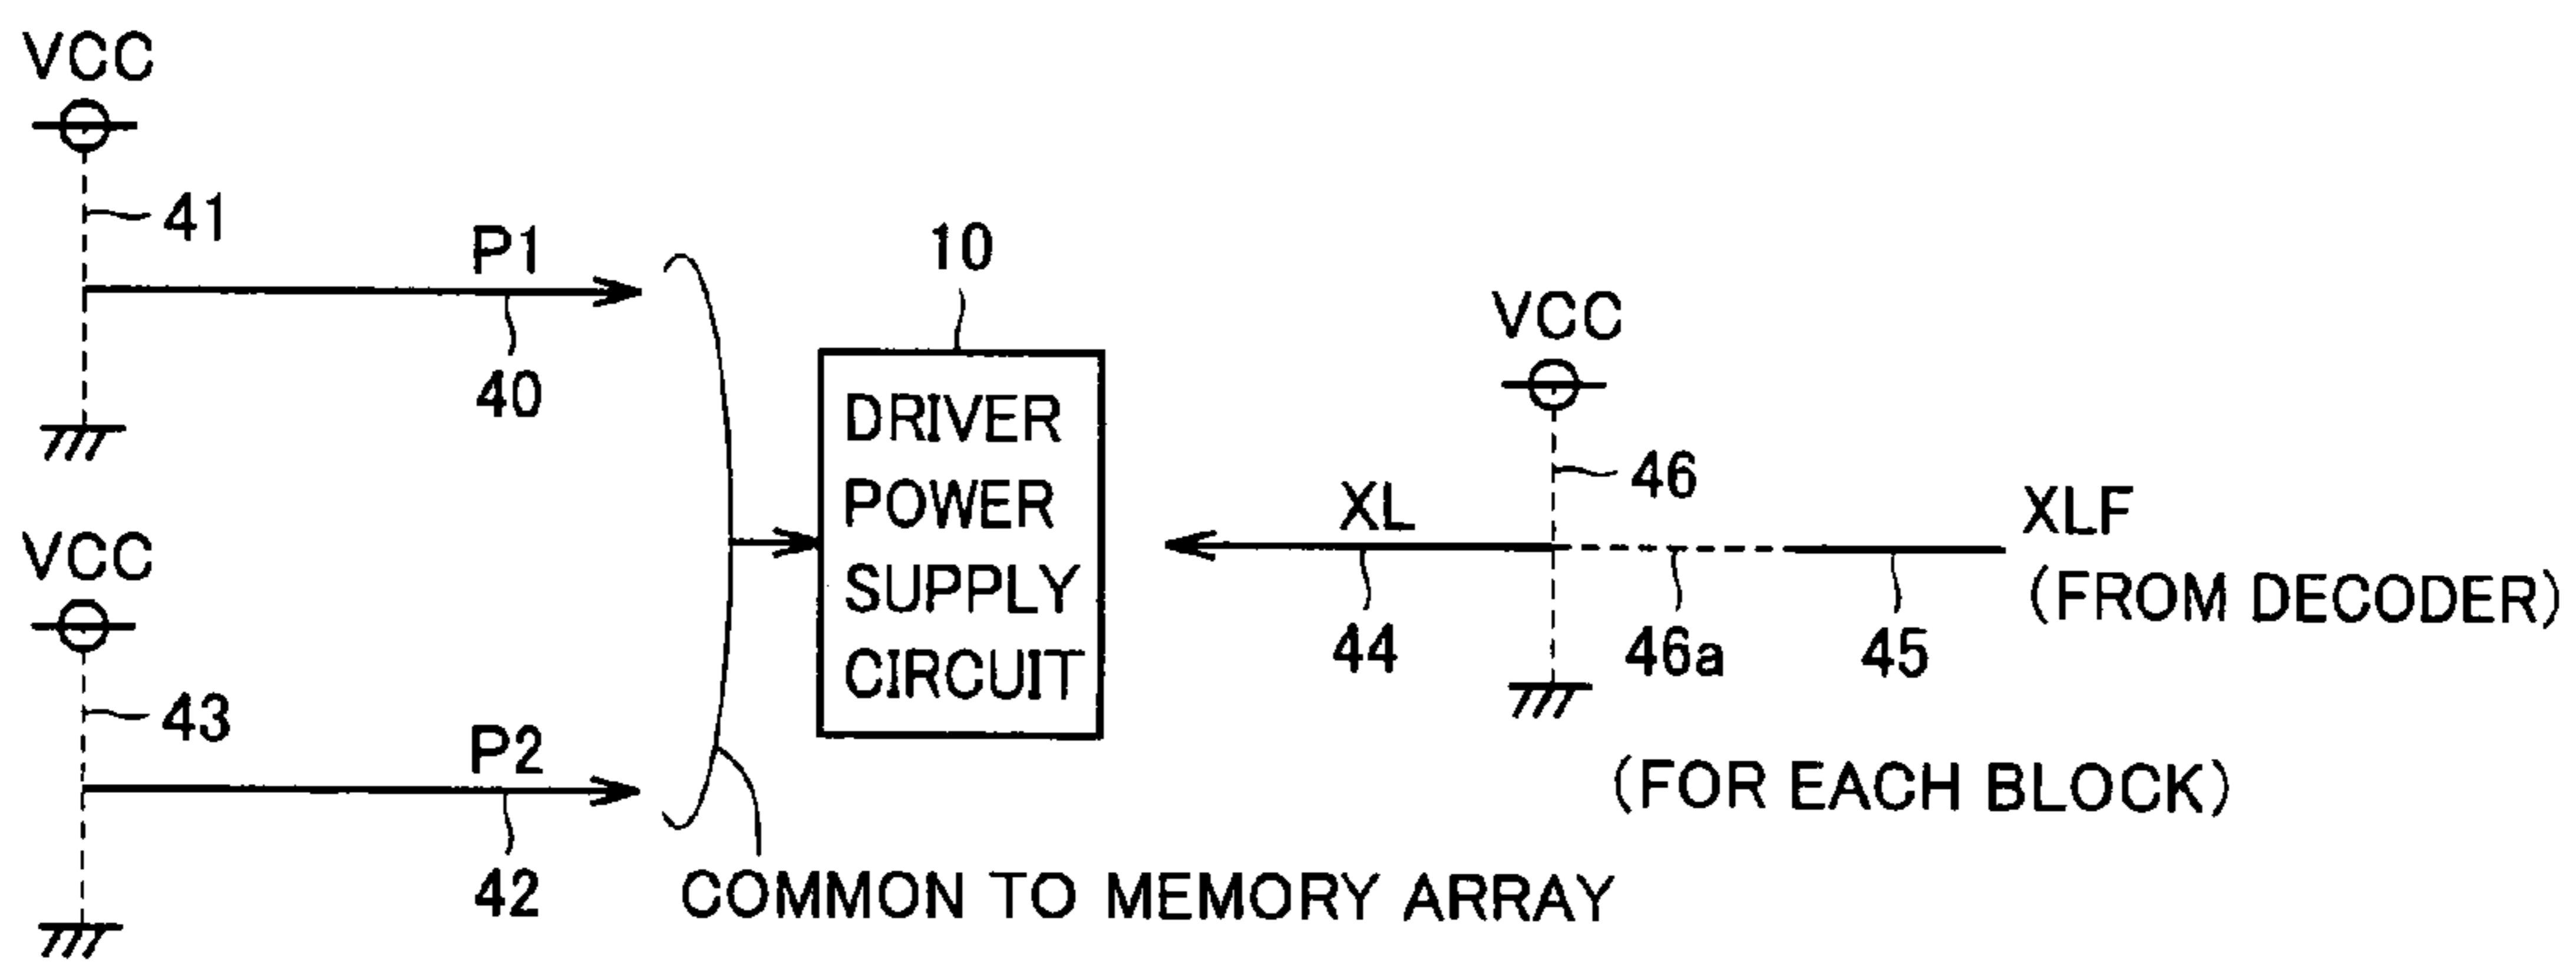 VCC
41
P1
40
10
DRIVER
POWER
SUPPLY
CIRCUIT
VCC
46
XL
44
46a
45
XLF
(FROM DECODER)
(FOR EACH BLOCK)
VCC
43
P2
42
COMMON TO MEMORY ARRAY